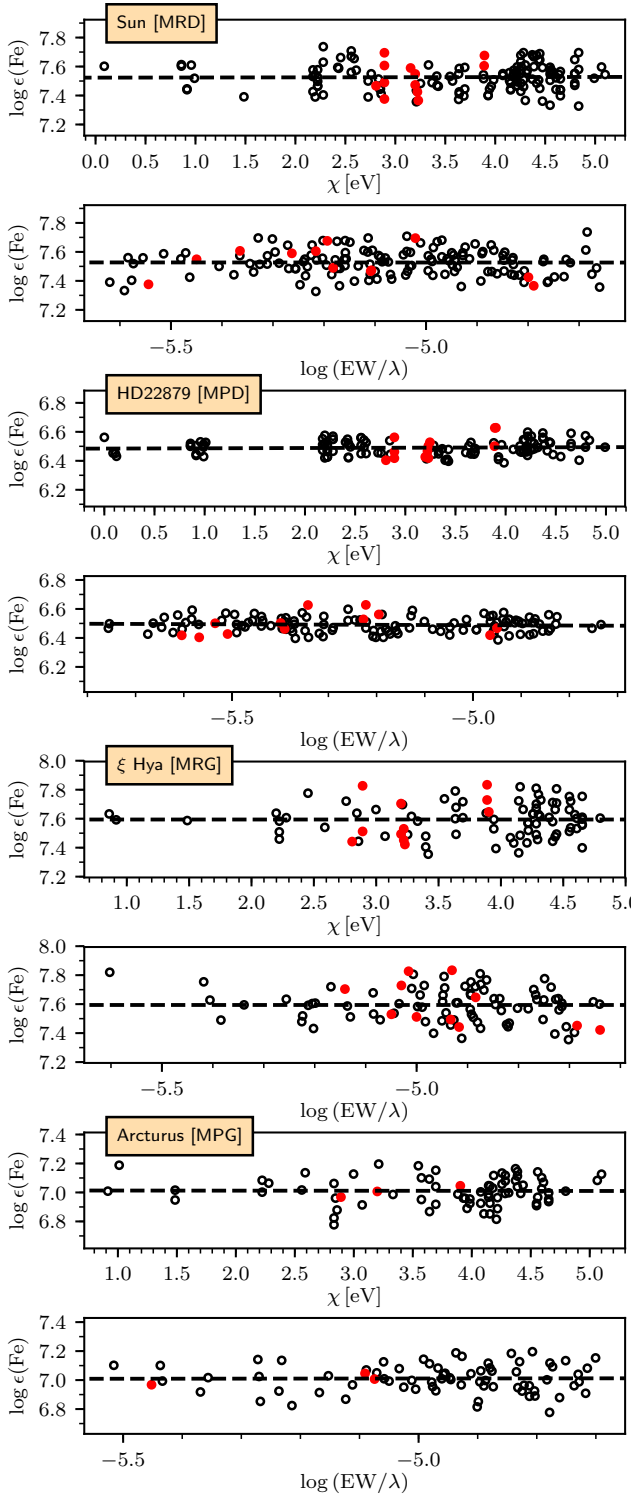 Sun [MRD]
log ϵ(Fe)
7.8
7.6
7.4
7.2
0.0 0.5 1.0 1.5 2.0 2.5 3.0 3.5 4.0 4.5 5.0
χ [eV]
log ϵ(Fe)
7.8
7.6
7.4
7.2
−5.5 −5.0
log (EW/λ)
HD22879 [MPD]
log ϵ(Fe)
6.8
6.6
6.4
6.2
0.0 0.5 1.0 1.5 2.0 2.5 3.0 3.5 4.0 4.5 5.0
χ [eV]
log ϵ(Fe)
6.8
6.6
6.4
6.2
−5.5 −5.0
log (EW/λ)
ξ Hya [MRG]
log ϵ(Fe)
8.0
7.8
7.6
7.4
7.2
1.0 1.5 2.0 2.5 3.0 3.5 4.0 4.5 5.0
χ [eV]
log ϵ(Fe)
8.0
7.8
7.6
7.4
7.2
−5.5 −5.0
log (EW/λ)
Arcturus [MPG]
log ϵ(Fe)
7.4
7.2
7.0
6.8
1.0 1.5 2.0 2.5 3.0 3.5 4.0 4.5 5.0
χ [eV]
log ϵ(Fe)
7.4
7.2
7.0
6.8
−5.5 −5.0
log (EW/λ)